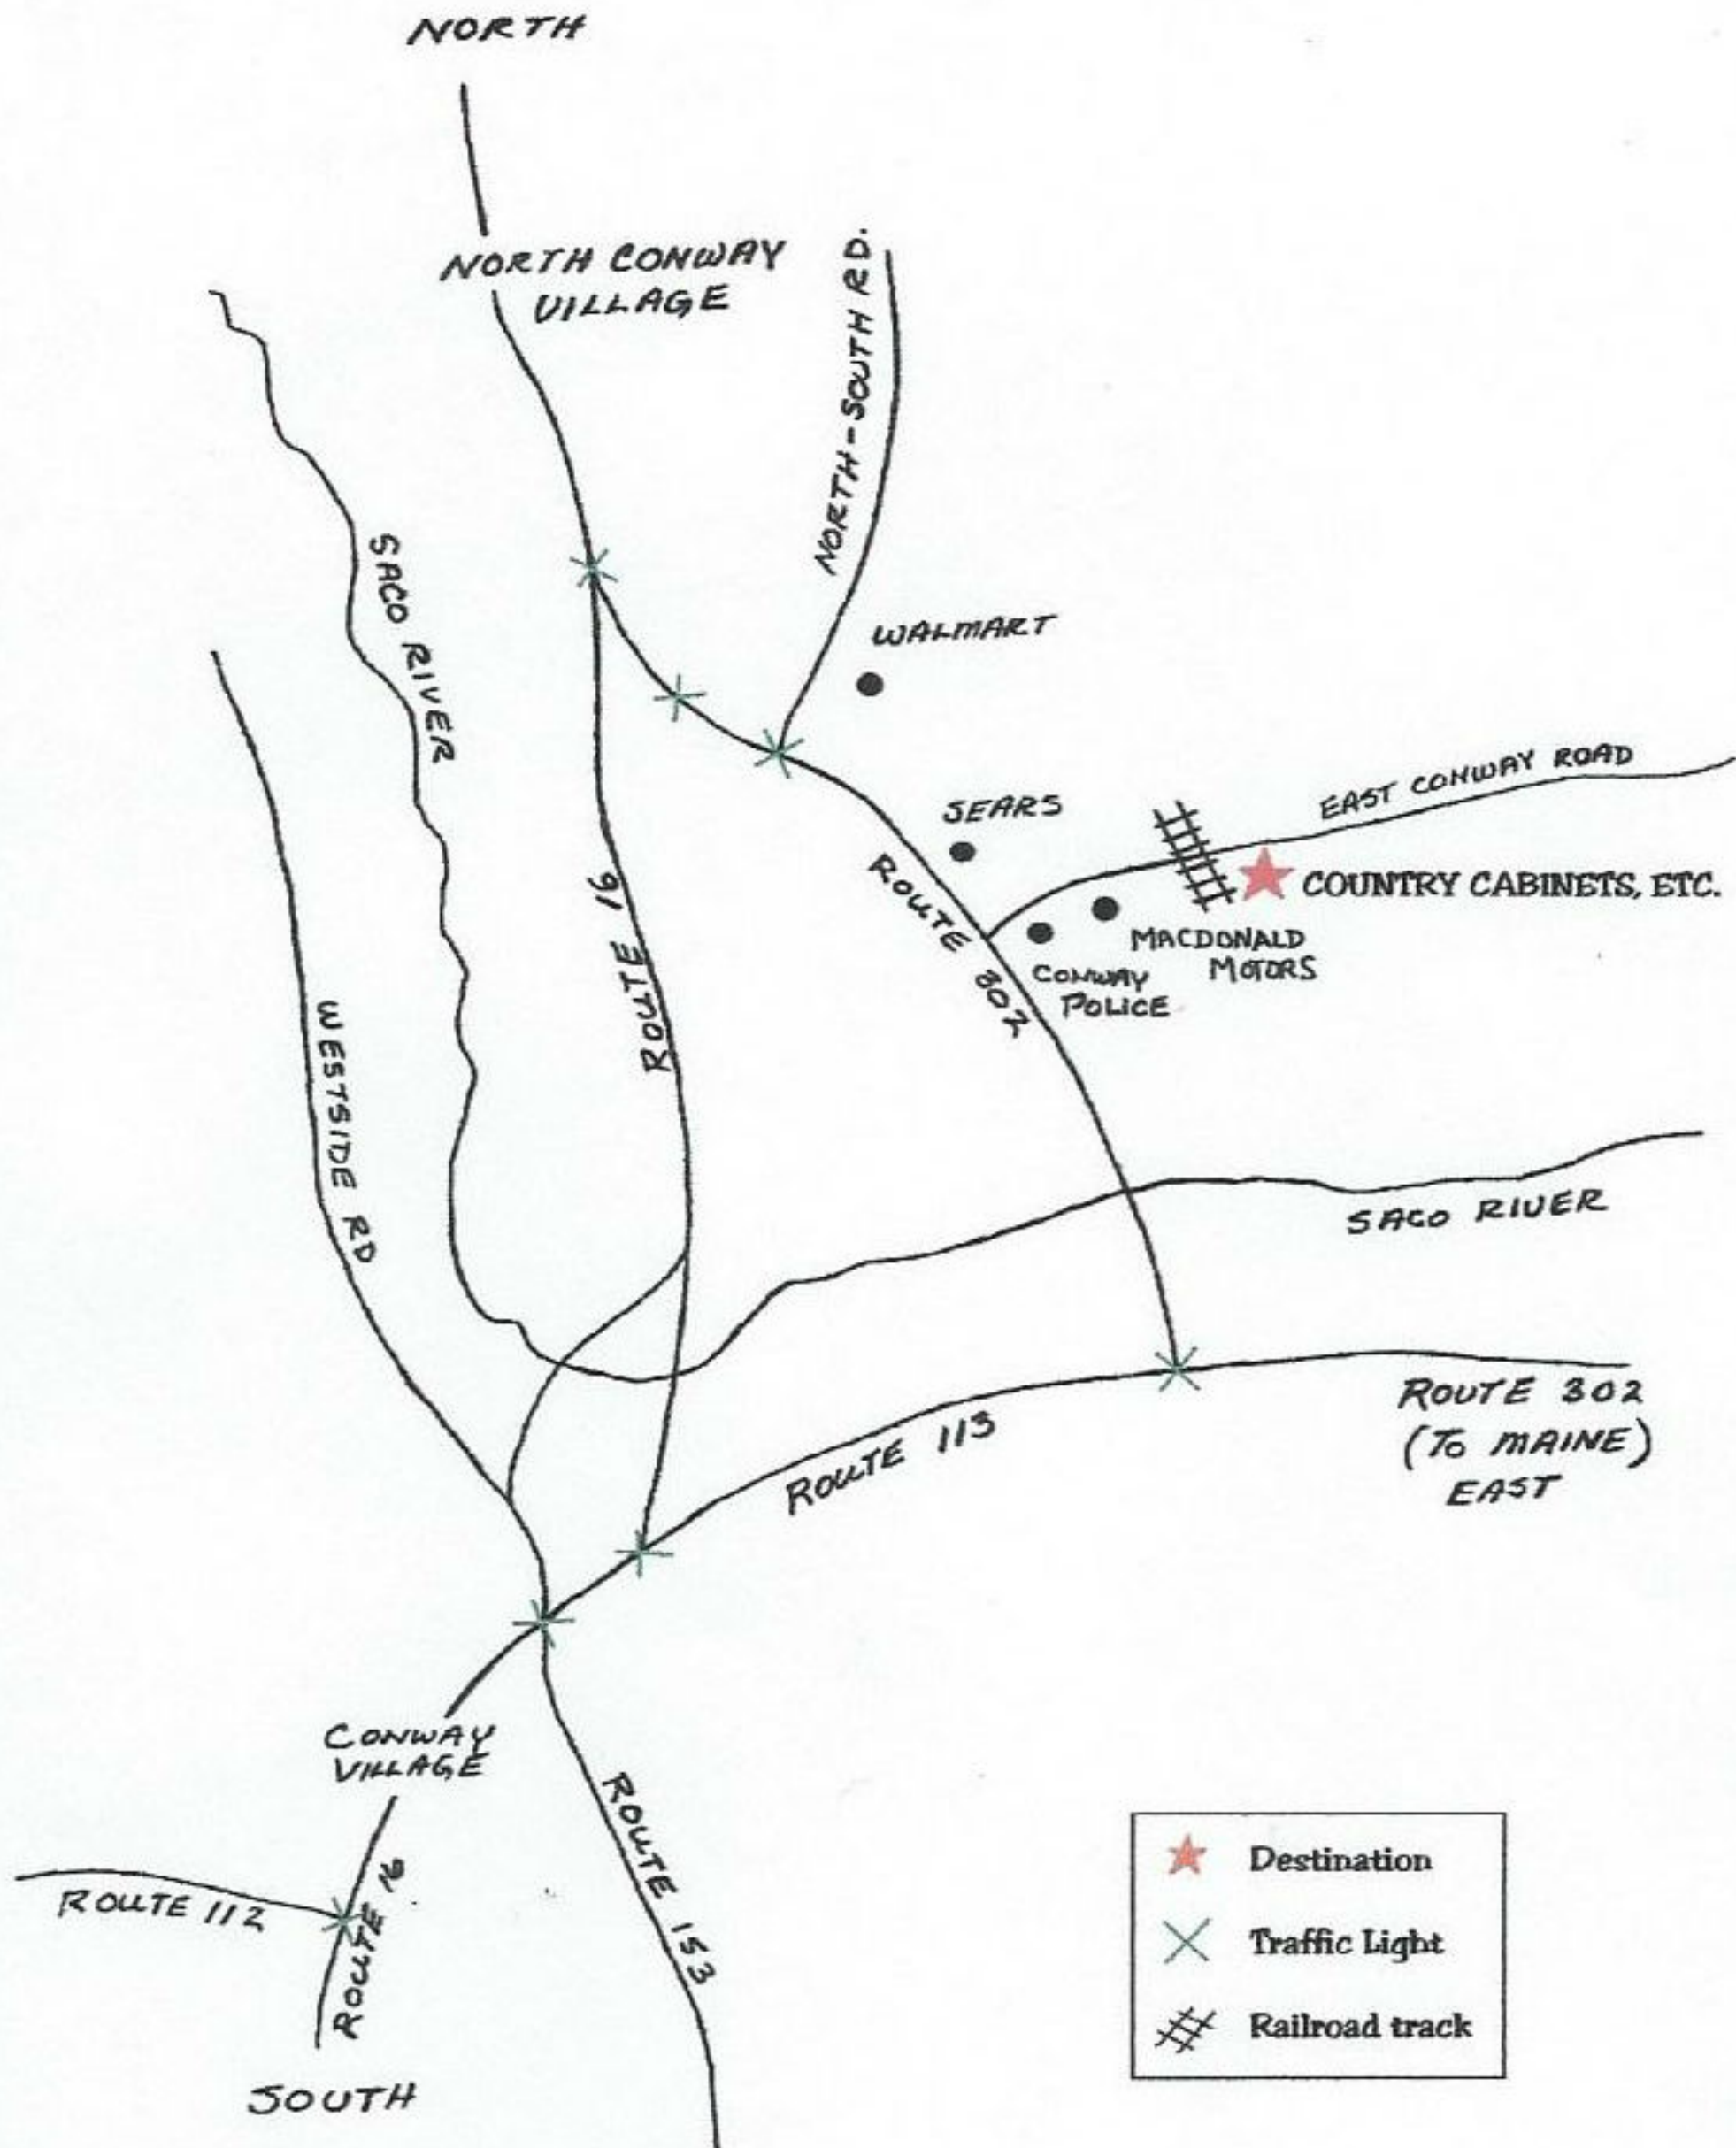 NORTH
NORTH CONWAY
VILLAGE
NORTH-SOUTH RD.
SACO RIVER
WALMART
EAST CONWAY ROAD
SEARS
COUNTRY CABINETS, ETC.
ROUTE 302
MACDONALD
MOTORS
CONWAY
POLICE
ROUTE 16
WESTSIDE RD
SACO RIVER
ROUTE 113
ROUTE 302
(TO MAINE)
EAST
CONWAY
VILLAGE
ROUTE 153
ROUTE 112
ROUTE 16
SOUTH
Destination
Traffic Light
Railroad track